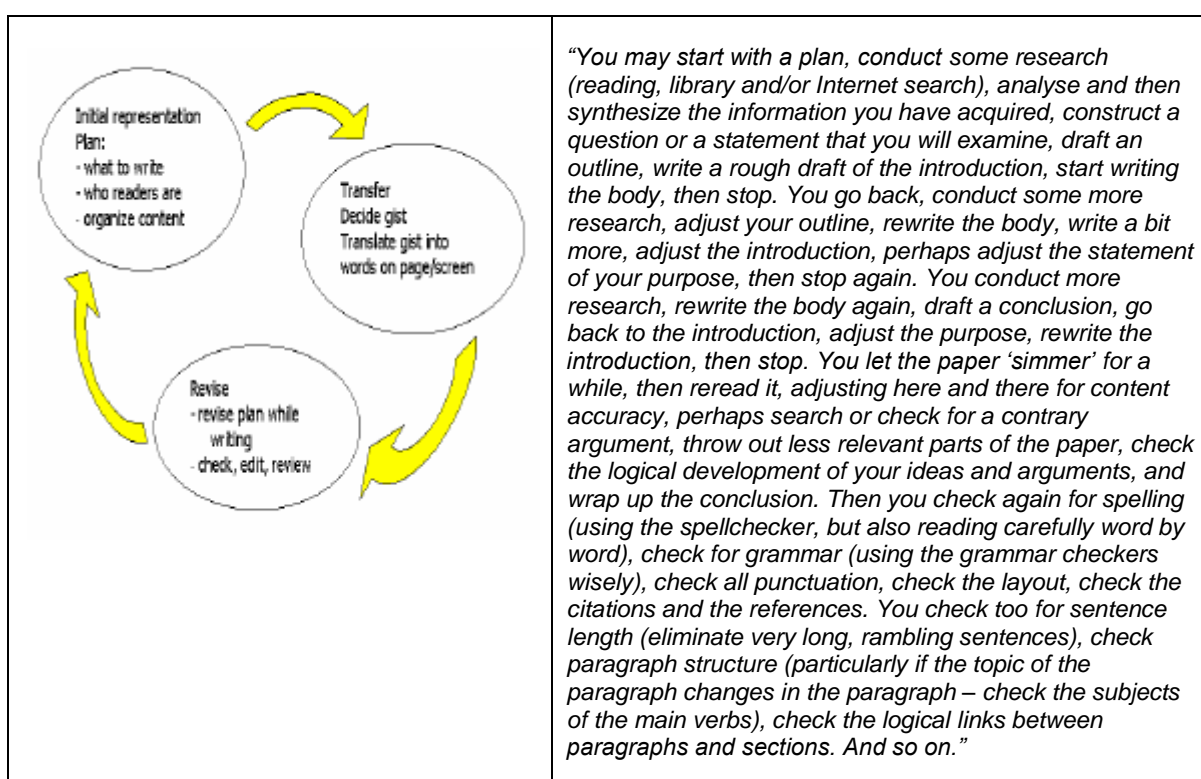 Initial representation
Plan:
- what to write
- who readers are
- organize content
Transfer
Decide gist
Translate gist into
words on page/screen
Revise
- revise plan while
writing
- check, edit, review
“You may start with a plan, conduct some research
(reading, library and/or Internet search), analyse and then
synthesize the information you have acquired, construct a
question or a statement that you will examine, draft an
outline, write a rough draft of the introduction, start writing
the body, then stop. You go back, conduct some more
research, adjust your outline, rewrite the body, write a bit
more, adjust the introduction, perhaps adjust the statement
of your purpose, then stop again. You conduct more
research, rewrite the body again, draft a conclusion, go
back to the introduction, adjust the purpose, rewrite the
introduction, then stop. You let the paper ‘simmer’ for a
while, then reread it, adjusting here and there for content
accuracy, perhaps search or check for a contrary
argument, throw out less relevant parts of the paper, check
the logical development of your ideas and arguments, and
wrap up the conclusion. Then you check again for spelling
(using the spellchecker, but also reading carefully word by
word), check for grammar (using the grammar checkers
wisely), check all punctuation, check the layout, check the
citations and the references. You check too for sentence
length (eliminate very long, rambling sentences), check
paragraph structure (particularly if the topic of the
paragraph changes in the paragraph – check the subjects
of the main verbs), check the logical links between
paragraphs and sections. And so on.”